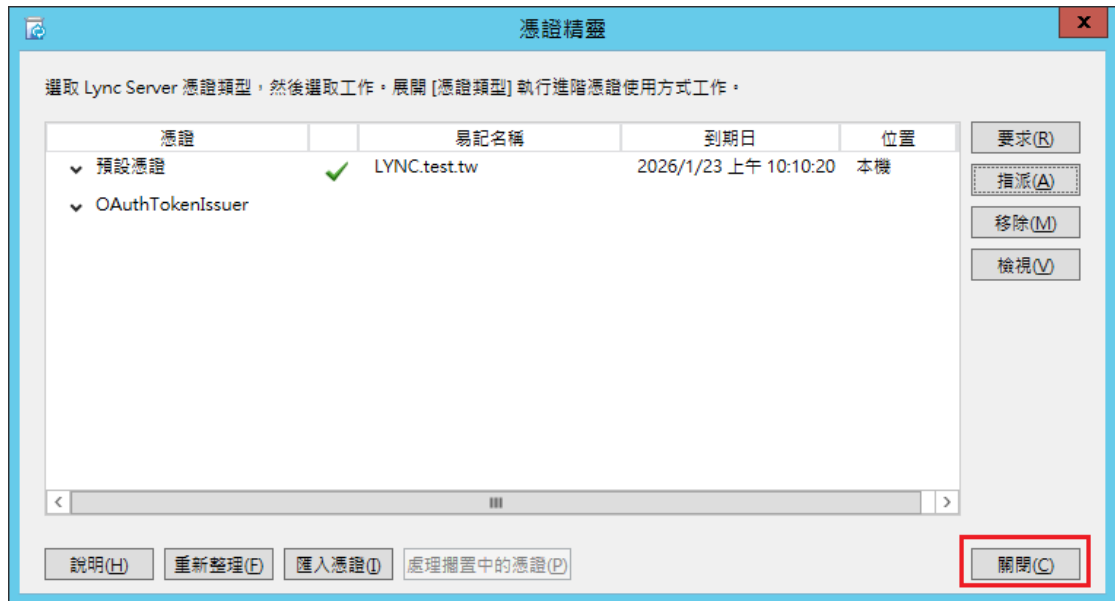 憑證精靈
x
選取 Lync Server 憑證類型，然後選取工作。展開 [憑證類型] 執行進階憑證使用方式工作。
憑證 易記名稱 到期日 位置
預設憑證 LYNC.test.tw 2026/1/23 上午 10:10:20 本機
OAuthTokenIssuer
要求(R)
指派(A)
移除(M)
檢視(V)
說明(H) 重新整理(F) 匯入憑證(I) 處理擱置中的憑證(P) 關閉(C)